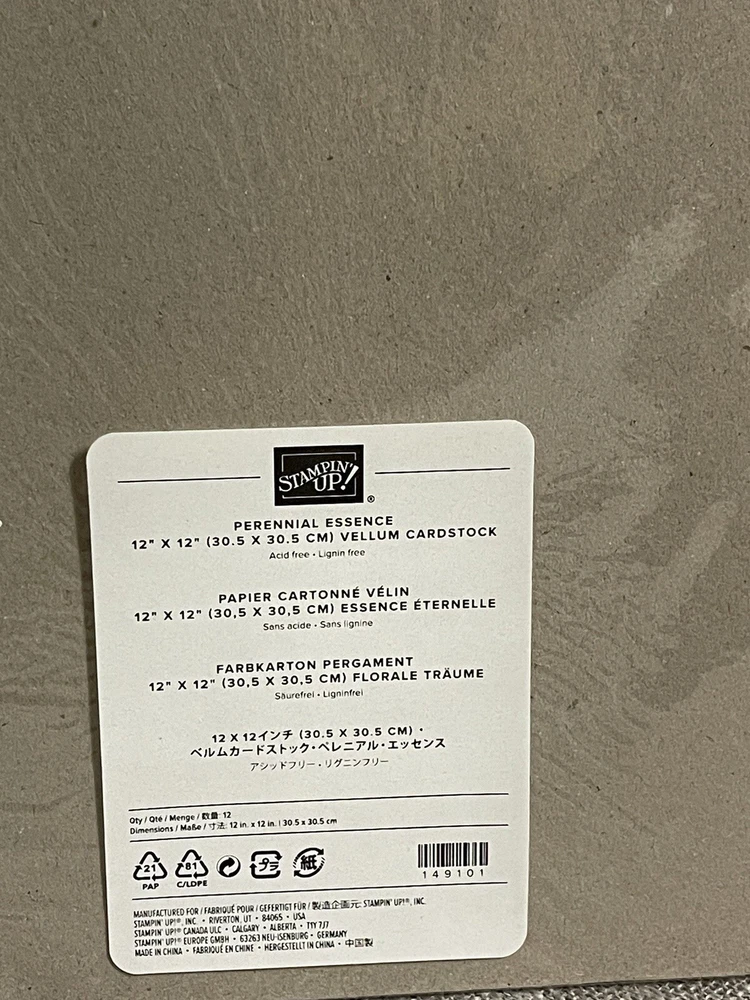 STAMPIN' UP!®
PERENNIAL ESSENCE
12" X 12" (30.5 X 30.5 CM) VELLUM CARDSTOCK
Acid free • Lignin free
PAPIER CARTONNÉ VÉLIN
12" X 12" (30,5 X 30,5 CM) ESSENCE ÉTERNELLE
Sans acide • Sans lignine
FARBKARTON PERGAMENT
12" X 12" (30,5 X 30,5 CM) FLORALE TRÄUME
Säurefrei • Ligninfrei
12 X 12インチ (30.5 X 30.5 CM) •
ベルムカードストック・ペレニアル・エッセンス
アシッドフリー・リグニンフリー
Qty / Qté / Menge / 数量: 12
Dimensions / Maße / 寸法: 12 in. x 12 in. | 30.5 x 30.5 cm
21 81 プラ 紙
PAP C/LDPE
149101
MANUFACTURED FOR / FABRIQUÉ POUR / GEFERTIGT FÜR / 製造企画元: STAMPIN' UP!®, INC.
STAMPIN' UP!®, INC. • RIVERTON, UT • 84065 • USA
STAMPIN' UP!® CANADA ULC • CALGARY • ALBERTA • T1Y 7J7
STAMPIN' UP!® EUROPE GMBH • 63263 NEU-ISENBURG • GERMANY
MADE IN CHINA • FABRIQUÉ EN CHINE • HERGESTELLT IN CHINA • 中国製